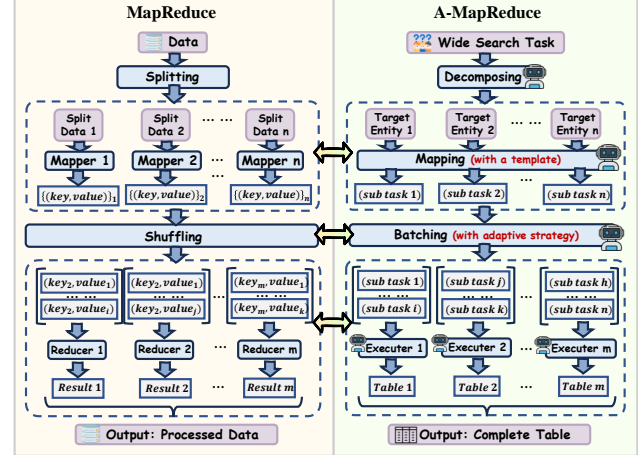 MapReduce
Data
Splitting
Split Data 1
Split Data 2
... ...
Split Data n
Mapper 1
Mapper 2
...
Mapper n
...
{(key,value)}₁
{(key,value)}₂
{(key,value)}ₙ
Shuffling
(key₂,value₁)
... ...
(key₂,valueᵢ)
(key₂,value₁)
... ...
(key₂,valueⱼ)
...
(keyₘ,value₁)
... ...
(keyₘ,valueₖ)
Reducer 1
Reducer 2
...
Reducer m
Result 1
Result 2
...
Result m
Output: Processed Data
A-MapReduce
??? Wide Search Task
Decomposing
Target Entity 1
Target Entity 2
... ...
Target Entity n
Mapping (with a template)
(sub task 1)
(sub task 2)
...
(sub task n)
Batching (with adaptive strategy)
(sub task 1)
... ...
(sub task i)
(sub task j)
... ...
(sub task k)
...
(sub task h)
... ...
(sub task n)
Executer 1
Executer 2
...
Executer m
Table 1
Table 2
...
Table m
Output: Complete Table